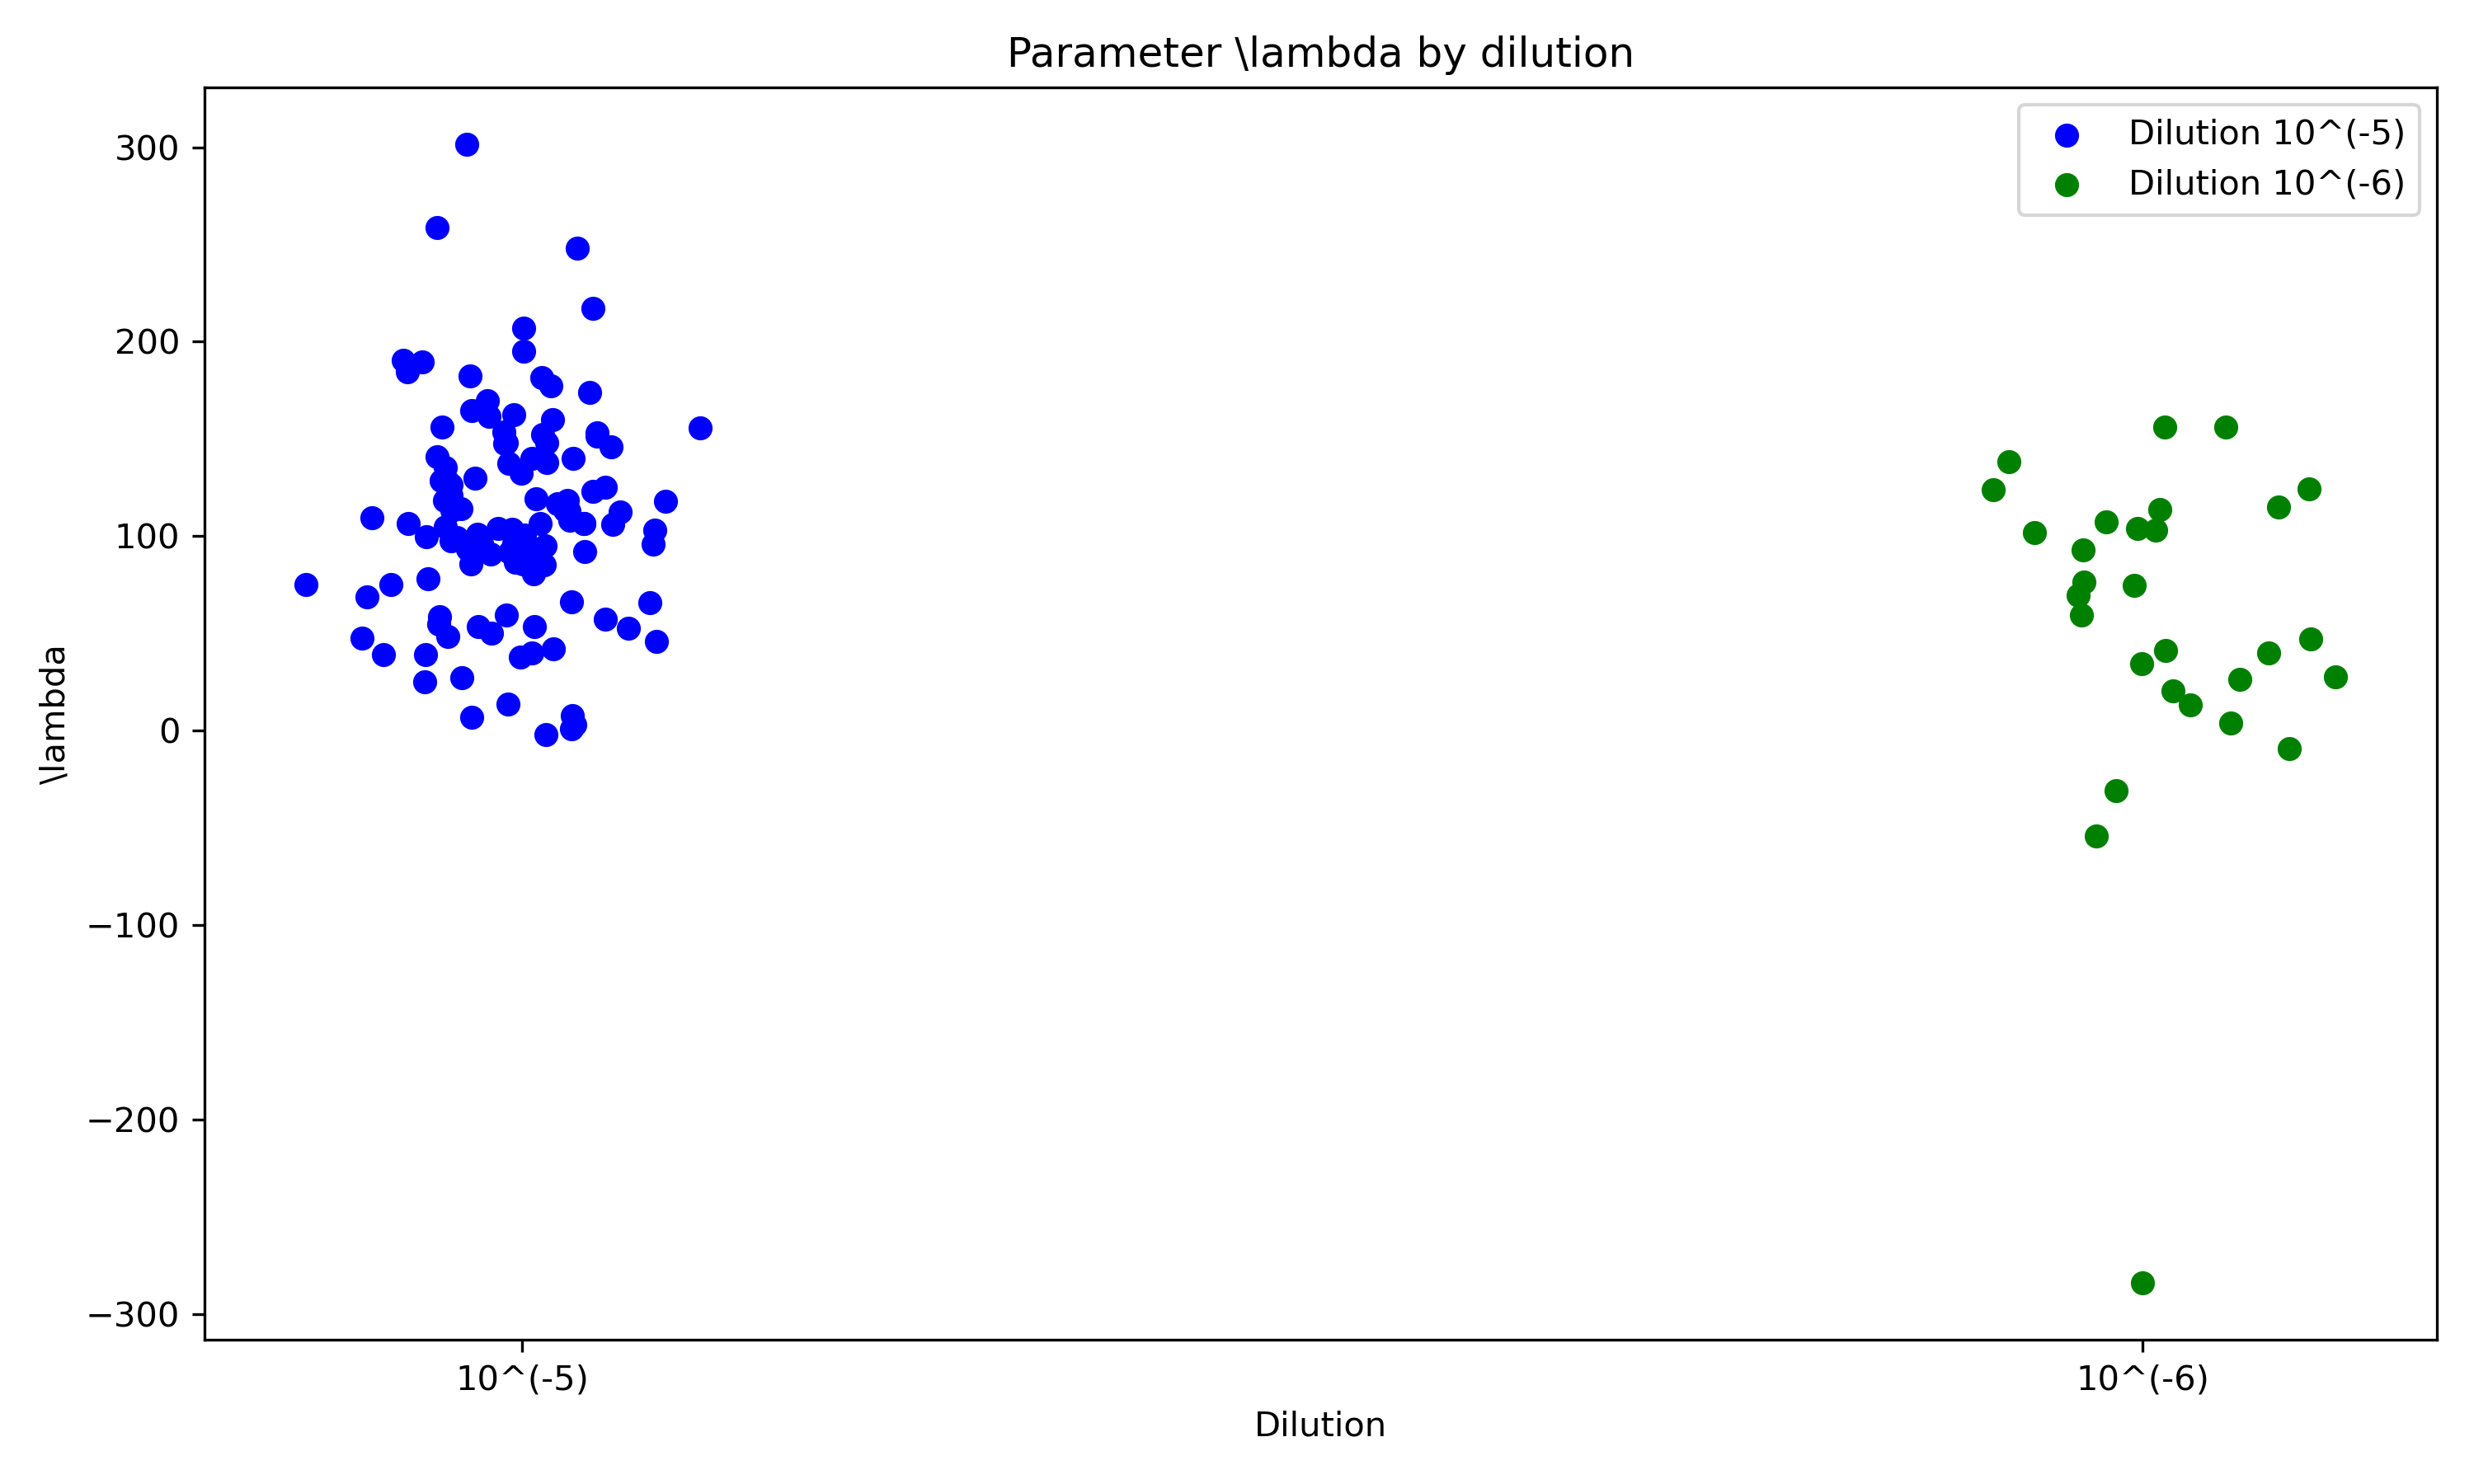 Parameter \lambda by dilution
Dilution 10^(-5)
Dilution 10^(-6)
300
200
100
0
−100
−200
−300
\lambda
10^(-5)
10^(-6)
Dilution